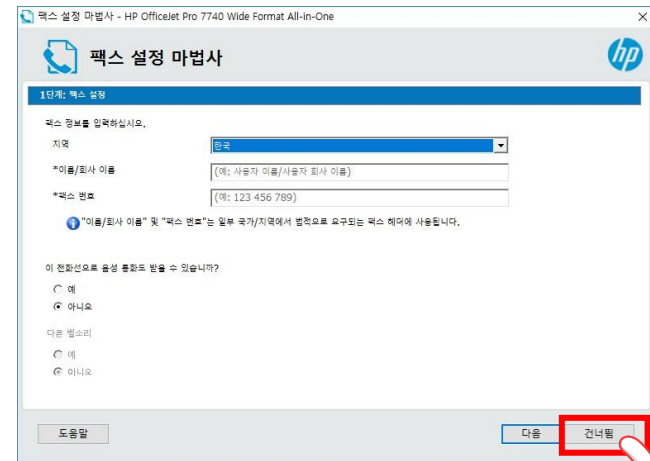 팩스 설정 마법사 - HP OfficeJet Pro 7740 Wide Format All-in-One
팩스 설정 마법사
hp
1단계: 팩스 설정
팩스 정보를 입력하십시오.
지역 한국
*이름/회사 이름 (예: 사용자 이름/사용자 회사 이름)
*팩스 번호 (예: 123 456 789)
"이름/회사 이름" 및 "팩스 번호"는 일부 국가/지역에서 법적으로 요구되는 팩스 헤더에 사용됩니다.
이 전화선으로 음성 통화도 받을 수 있습니까?
예
아니오
다른 벨소리
예
아니오
도움말 다음 건너뜀